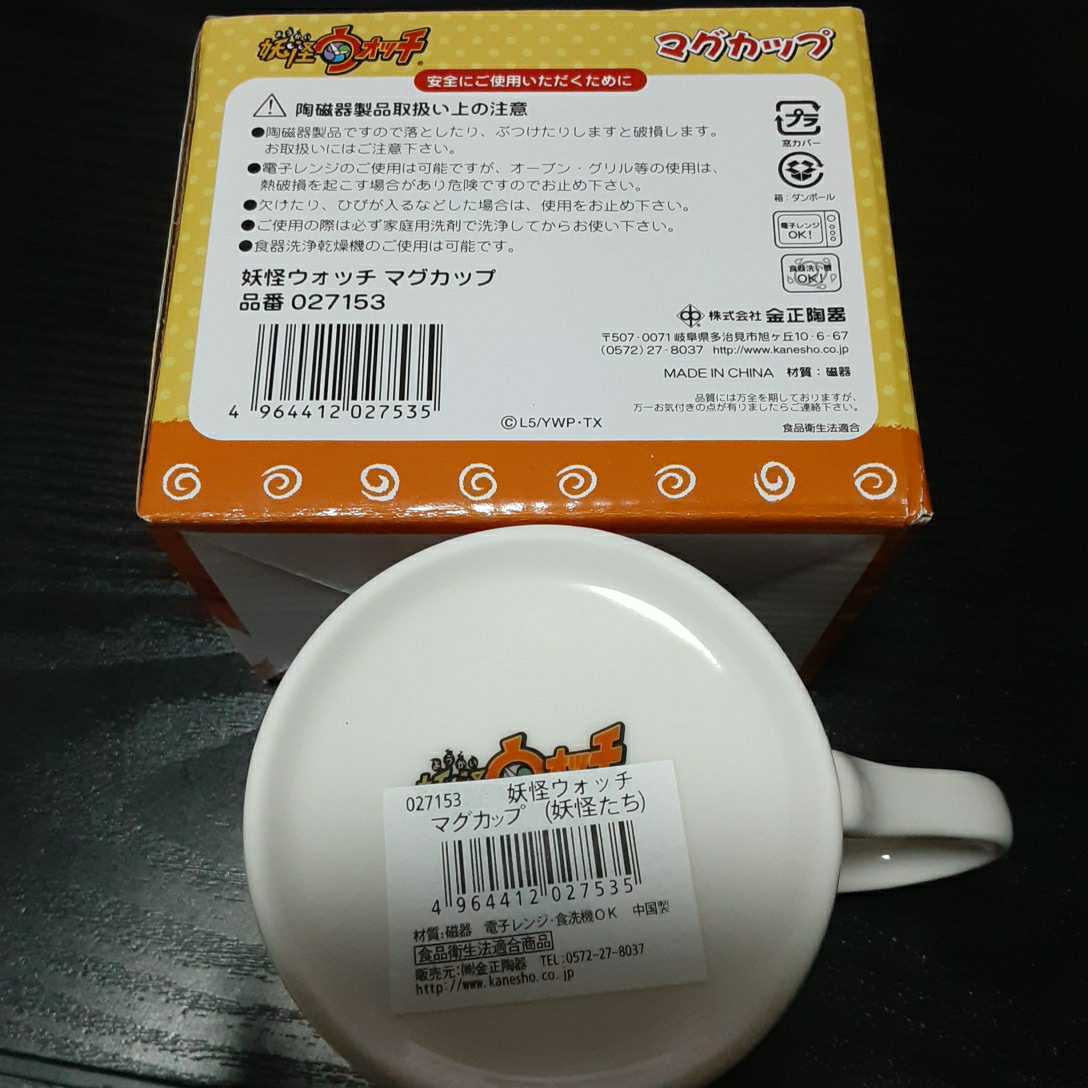 ようかい
妖怪ウォッチ
マグカップ
安全にご使用いただくために
陶磁器製品取扱い上の注意
●陶磁器製品ですので落としたり、ぶつけたりしますと破損します。
お取扱いにはご注意下さい。
●電子レンジのご使用は可能ですが、オーブン・グリル等の使用は、
熱破損を起こす場合があり危険ですのでお止め下さい。
●欠けたり、ひびが入るなどした場合は、使用をお止め下さい。
●ご使用の際は必ず家庭用洗剤で洗浄してからお使い下さい。
●食器洗浄乾燥機のご使用は可能です。
プラ
窓カバー
箱:ダンボール
電子レンジ
OK!
食器洗い機
OK!
妖怪ウォッチ マグカップ
品番 027153
4 964412 027535
株式会社 金正陶器
〒507-0071 岐阜県多治見市旭ヶ丘10-6-67
(0572)27-8037 http://www.kanesho.co.jp
MADE IN CHINA 材質:磁器
品質には万全を期しておりますが、
万一お気付きの点が有りましたらご連絡下さい。
©L5/YWP・TX
食品衛生法適合
ようかい
妖怪ウォッチ
027153 妖怪ウォッチ
マグカップ (妖怪たち)
4 964412 027535
材質:磁器 電子レンジ・食洗機OK 中国製
食品衛生法適合商品
販売元:㈱金正陶器 TEL:0572-27-8037
http://www.kanesho.co.jp